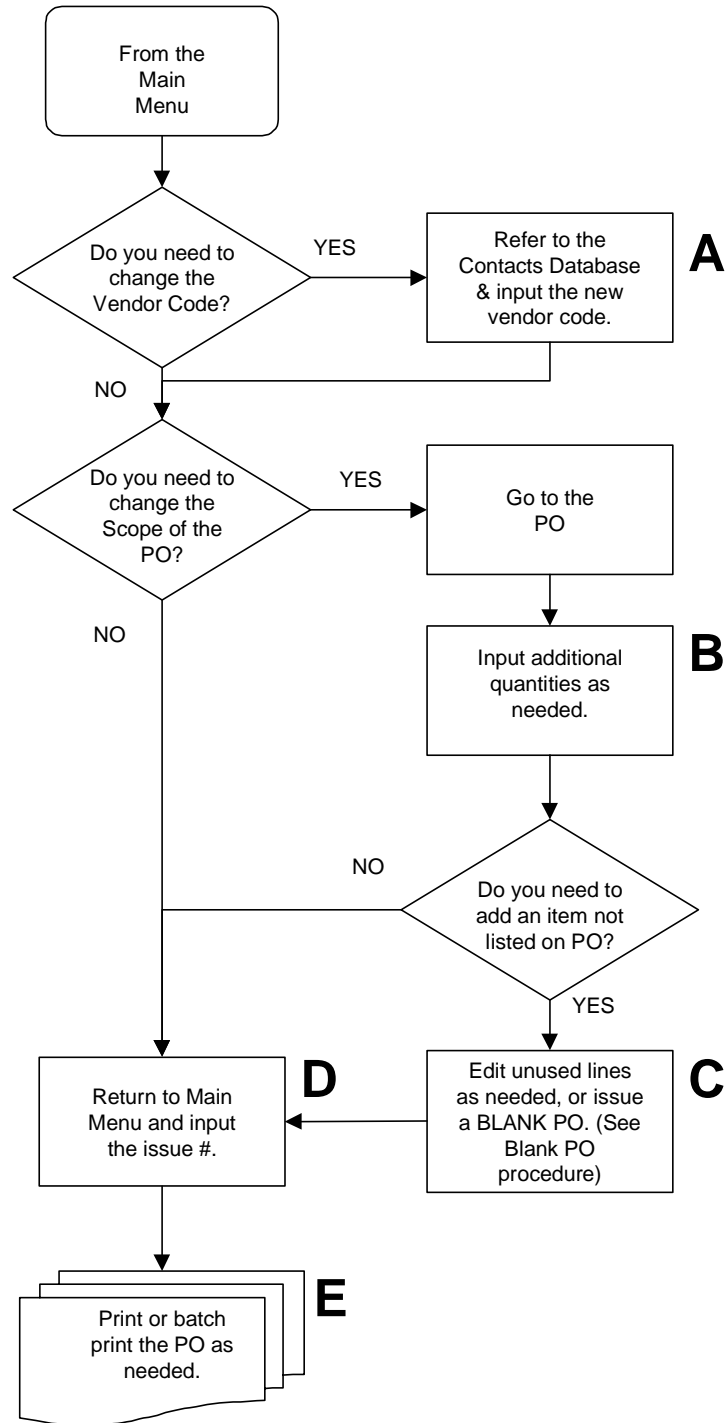 From the
Main
Menu
Do you need to
change the
Vendor Code?
YES
Refer to the
Contacts Database
& input the new
vendor code.
A
NO
Do you need to
change the
Scope of the
PO?
YES
Go to the
PO
NO
Input additional
quantities as
needed.
B
NO
Do you need to
add an item not
listed on PO?
YES
Edit unused lines
as needed, or issue
a BLANK PO. (See
Blank PO
procedure)
C
Return to Main
Menu and input
the issue #.
D
Print or batch
print the PO as
needed.
E